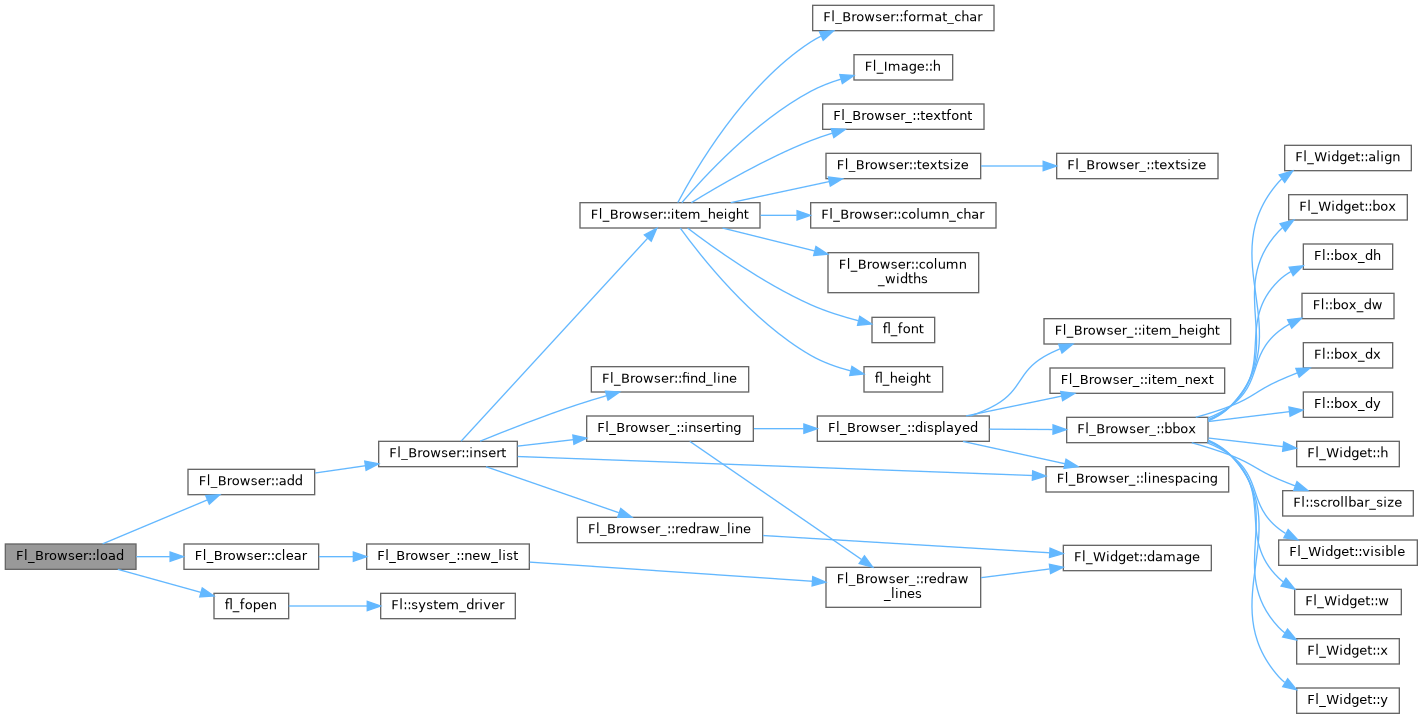 Fl_Browser::format_char
Fl_Image::h
Fl_Browser_::textfont
Fl_Browser::textsize
Fl_Browser_::textsize
Fl_Browser::item_height
Fl_Browser::column_char
Fl_Browser::column
_widths
fl_font
fl_height
Fl_Browser::find_line
Fl_Browser_::inserting
Fl_Browser_::displayed
Fl_Browser_::item_height
Fl_Browser_::item_next
Fl_Browser_::bbox
Fl_Browser_::linespacing
Fl_Widget::align
Fl_Widget::box
Fl::box_dh
Fl::box_dw
Fl::box_dx
Fl::box_dy
Fl_Widget::h
Fl::scrollbar_size
Fl_Widget::visible
Fl_Widget::w
Fl_Widget::x
Fl_Widget::y
Fl_Browser::insert
Fl_Browser::add
Fl_Browser_::redraw_line
Fl_Browser::load
Fl_Browser::clear
Fl_Browser_::new_list
Fl_Widget::damage
Fl_Browser_::redraw
_lines
fl_fopen
Fl::system_driver